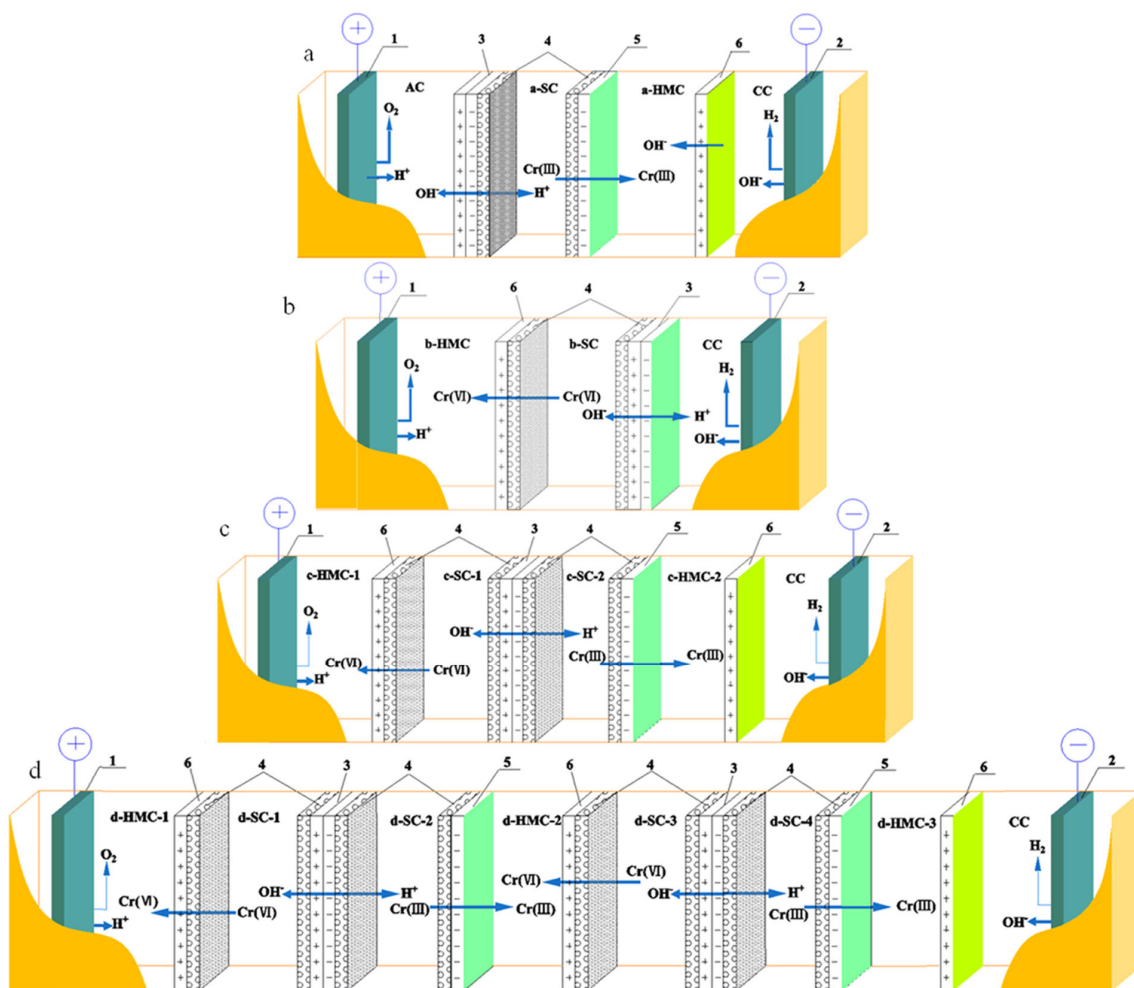 a
+ 1 3 4 5 6 − 2
AC a-SC a-HMC CC
O2 H2
OH- Cr(III) Cr(III)
H+ OH- H+ OH-
b
+ 1 6 4 3 − 2
b-HMC b-SC CC
O2 H2
Cr(VI) Cr(VI) OH- H+
H+ OH-
c
+ 1 6 4 3 4 5 6 − 2
c-HMC-1 c-SC-1 c-SC-2 c-HMC-2 CC
O2 H2
OH- H+
Cr(VI) Cr(VI) Cr(III) Cr(III)
H+ OH-
d
+ 1 6 4 3 4 5 6 4 3 4 5 6 − 2
d-HMC-1 d-SC-1 d-SC-2 d-HMC-2 d-SC-3 d-SC-4 d-HMC-3 CC
O2 H2
Cr(VI) Cr(VI)
OH- H+ OH- H+
Cr(VI) Cr(VI) Cr(III) Cr(III) Cr(III) Cr(III)
H+ OH-